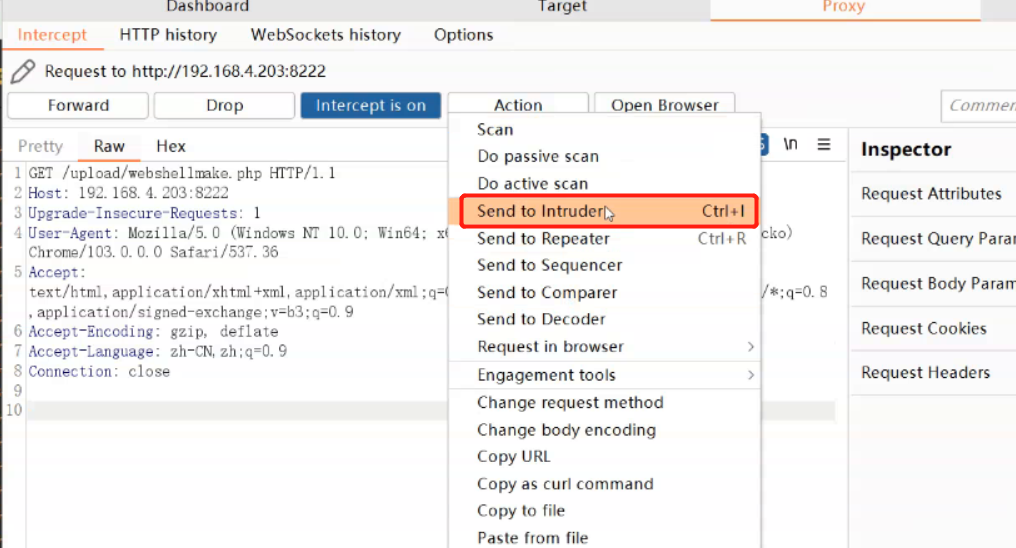 Dashboard Target Proxy
Intercept HTTP history WebSockets history Options
Request to http://192.168.4.203:8222
Forward Drop Intercept is on Action Open Browser
Pretty Raw Hex \n
1 GET /upload/webshellmake.php HTTP/1.1
2 Host: 192.168.4.203:8222
3 Upgrade-Insecure-Requests: 1
4 User-Agent: Mozilla/5.0 (Windows NT 10.0; Win64;
Chrome/103.0.0.0 Safari/537.36
5 Accept:
text/html,application/xhtml+xml,application/xml;q= /*;q=0.8
,application/signed-exchange;v=b3;q=0.9
6 Accept-Encoding: gzip, deflate
7 Accept-Language: zh-CN,zh;q=0.9
8 Connection: close
9
10
Scan
Do passive scan
Do active scan
Send to Intruder Ctrl+I
Send to Repeater Ctrl+R
Send to Sequencer
Send to Comparer
Send to Decoder
Request in browser
Engagement tools
Change request method
Change body encoding
Copy URL
Copy as curl command
Copy to file
Paste from file
Inspector
Request Attributes
Request Query
Request Body
Request Cookies
Request Headers